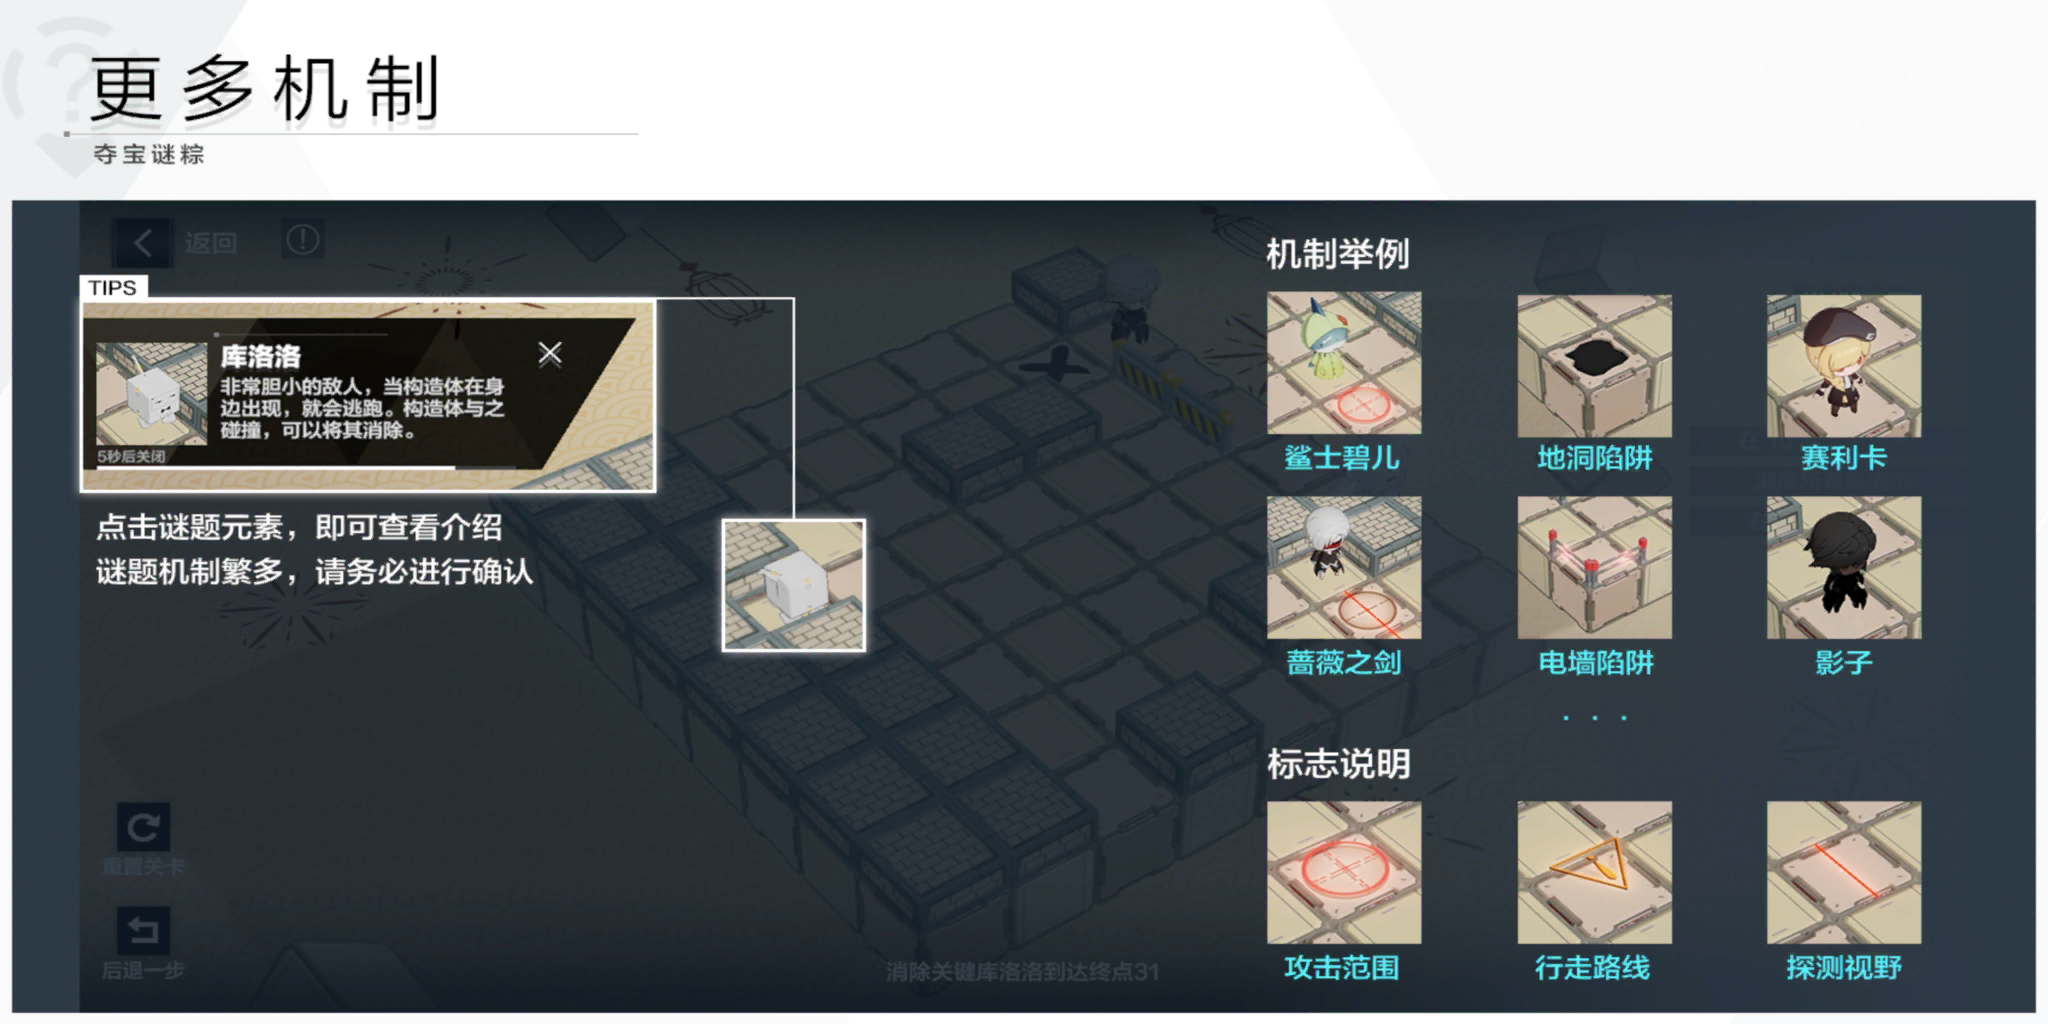 更多机制
夺宝谜粽
返回
TIPS
库洛洛
非常胆小的敌人，当构造体在身
边出现，就会逃跑。构造体与之
碰撞，可以将其消除。
5秒后关闭
点击谜题元素，即可查看介绍
谜题机制繁多，请务必进行确认
重置关卡
后退一步
消除关键库洛洛到达终点31
机制举例
鲨士碧儿
地洞陷阱
赛利卡
蔷薇之剑
电墙陷阱
影子
. . .
标志说明
攻击范围
行走路线
探测视野